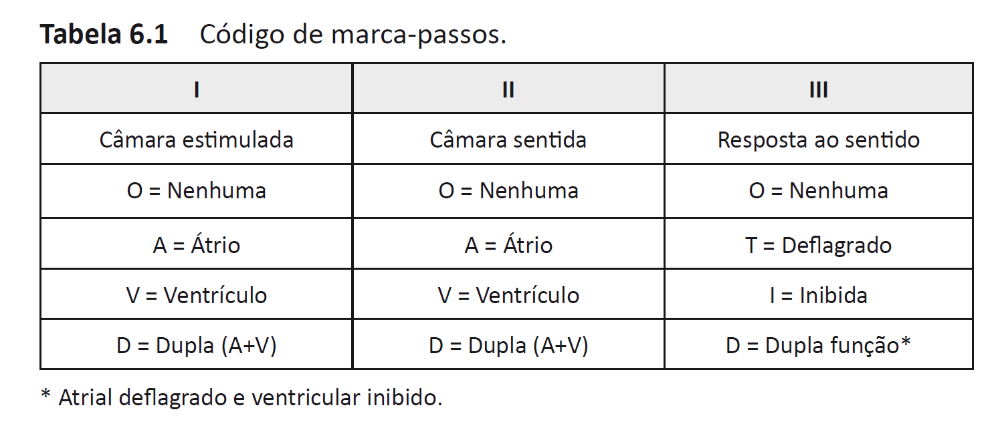 Tabela 6.1 Código de marca-passos.
I II III
Câmara estimulada Câmara sentida Resposta ao sentido
O = Nenhuma O = Nenhuma O = Nenhuma
A = Átrio A = Átrio T = Deflagrado
V = Ventrículo V = Ventrículo I = Inibida
D = Dupla (A+V) D = Dupla (A+V) D = Dupla função*
* Atrial deflagrado e ventricular inibido.